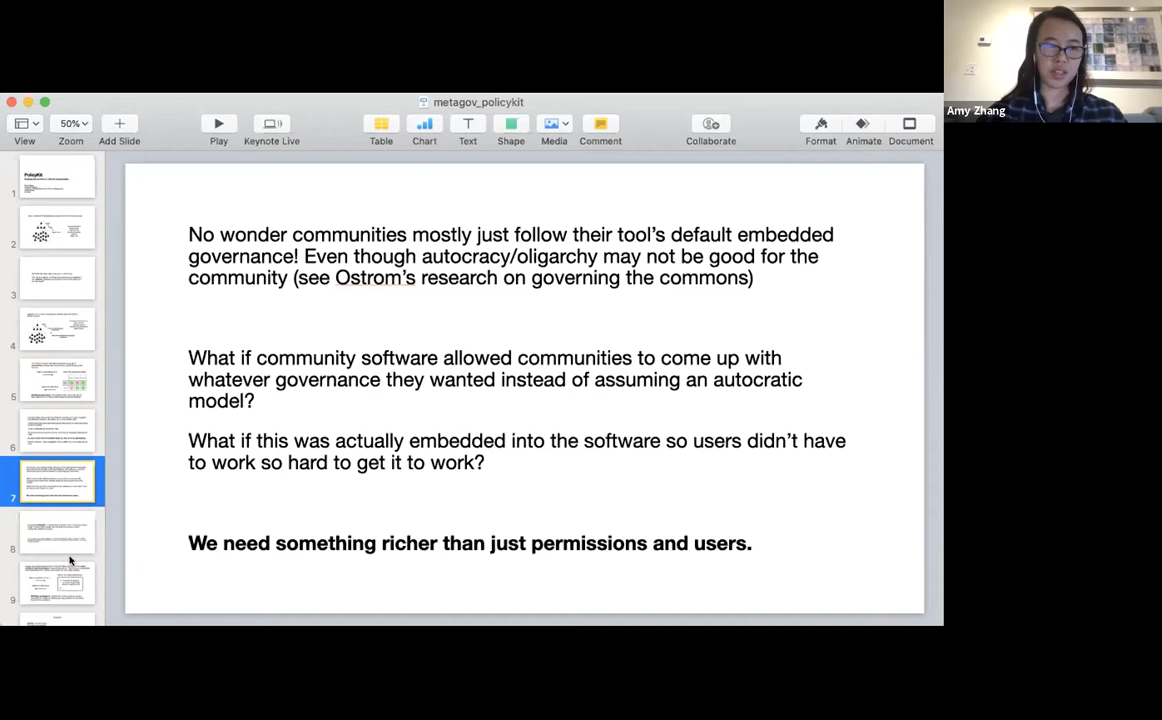 metagov_policykit
50%
View
Zoom
Add Slide
Play
Keynote Live
Table
Chart
Text
Shape
Media
Comment
Collaborate
Format
Animate
Document
Amy Zhang
PolicyKit
1
2
3
4
5
6
7
8
9
No wonder communities mostly just follow their tool’s default embedded
governance! Even though autocracy/oligarchy may not be good for the
community (see Ostrom’s research on governing the commons)
What if community software allowed communities to come up with
whatever governance they wanted instead of assuming an autocratic
model?
What if this was actually embedded into the software so users didn’t have
to work so hard to get it to work?
We need something richer than just permissions and users.